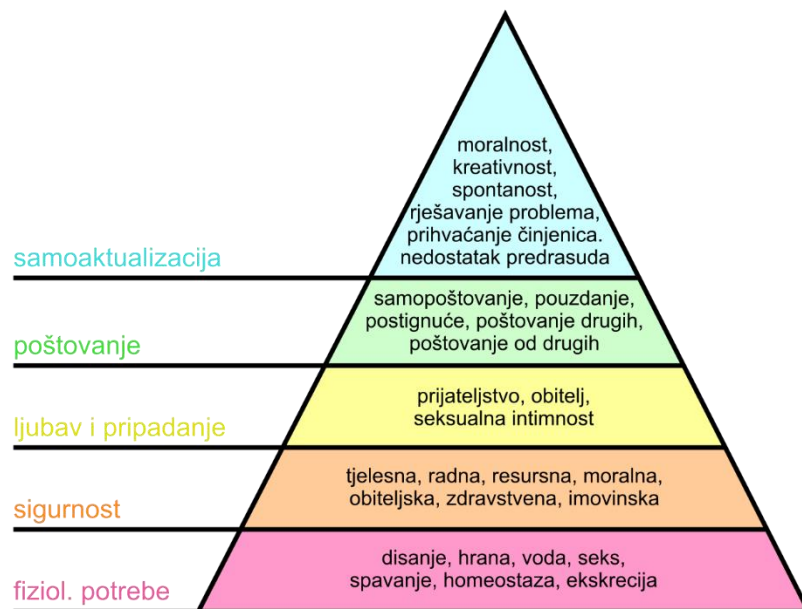 moralnost,
kreativnost,
spontanost,
rješavanje problema,
prihvaćanje činjenica.
nedostatak predrasuda
samoaktualizacija
samopoštovanje, pouzdanje,
postignuće, poštovanje drugih,
poštovanje od drugih
poštovanje
prijateljstvo, obitelj,
seksualna intimnost
ljubav i pripadanje
tjelesna, radna, resursna, moralna,
obiteljska, zdravstvena, imovinska
sigurnost
disanje, hrana, voda, seks,
spavanje, homeostaza, ekskrecija
fiziol. potrebe